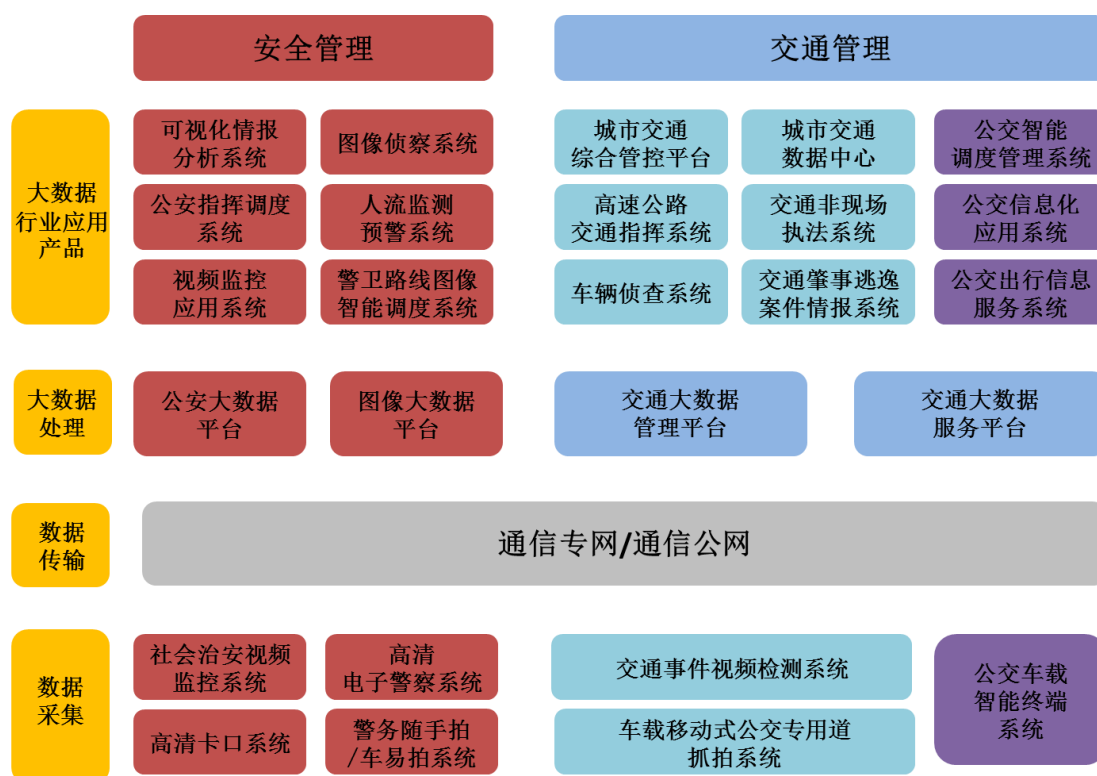 安全管理
交通管理
大数据
行业应用
产品
可视化情报
分析系统
图像侦察系统
城市交通
综合管控平台
城市交通
数据中心
公交智能
调度管理系统
公安指挥调度
系统
人流监测
预警系统
高速公路
交通指挥系统
交通非现场
执法系统
公交信息化
应用系统
视频监控
应用系统
警卫路线图像
智能调度系统
车辆侦查系统
交通肇事逃逸
案件情报系统
公交出行信息
服务系统
大数据
处理
公安大数据
平台
图像大数据
平台
交通大数据
管理平台
交通大数据
服务平台
数据
传输
通信专网/通信公网
数据
采集
社会治安视频
监控系统
高清
电子警察系统
交通事件视频检测系统
公交车载
智能终端
系统
高清卡口系统
警务随手拍
/车易拍系统
车载移动式公交专用道
抓拍系统